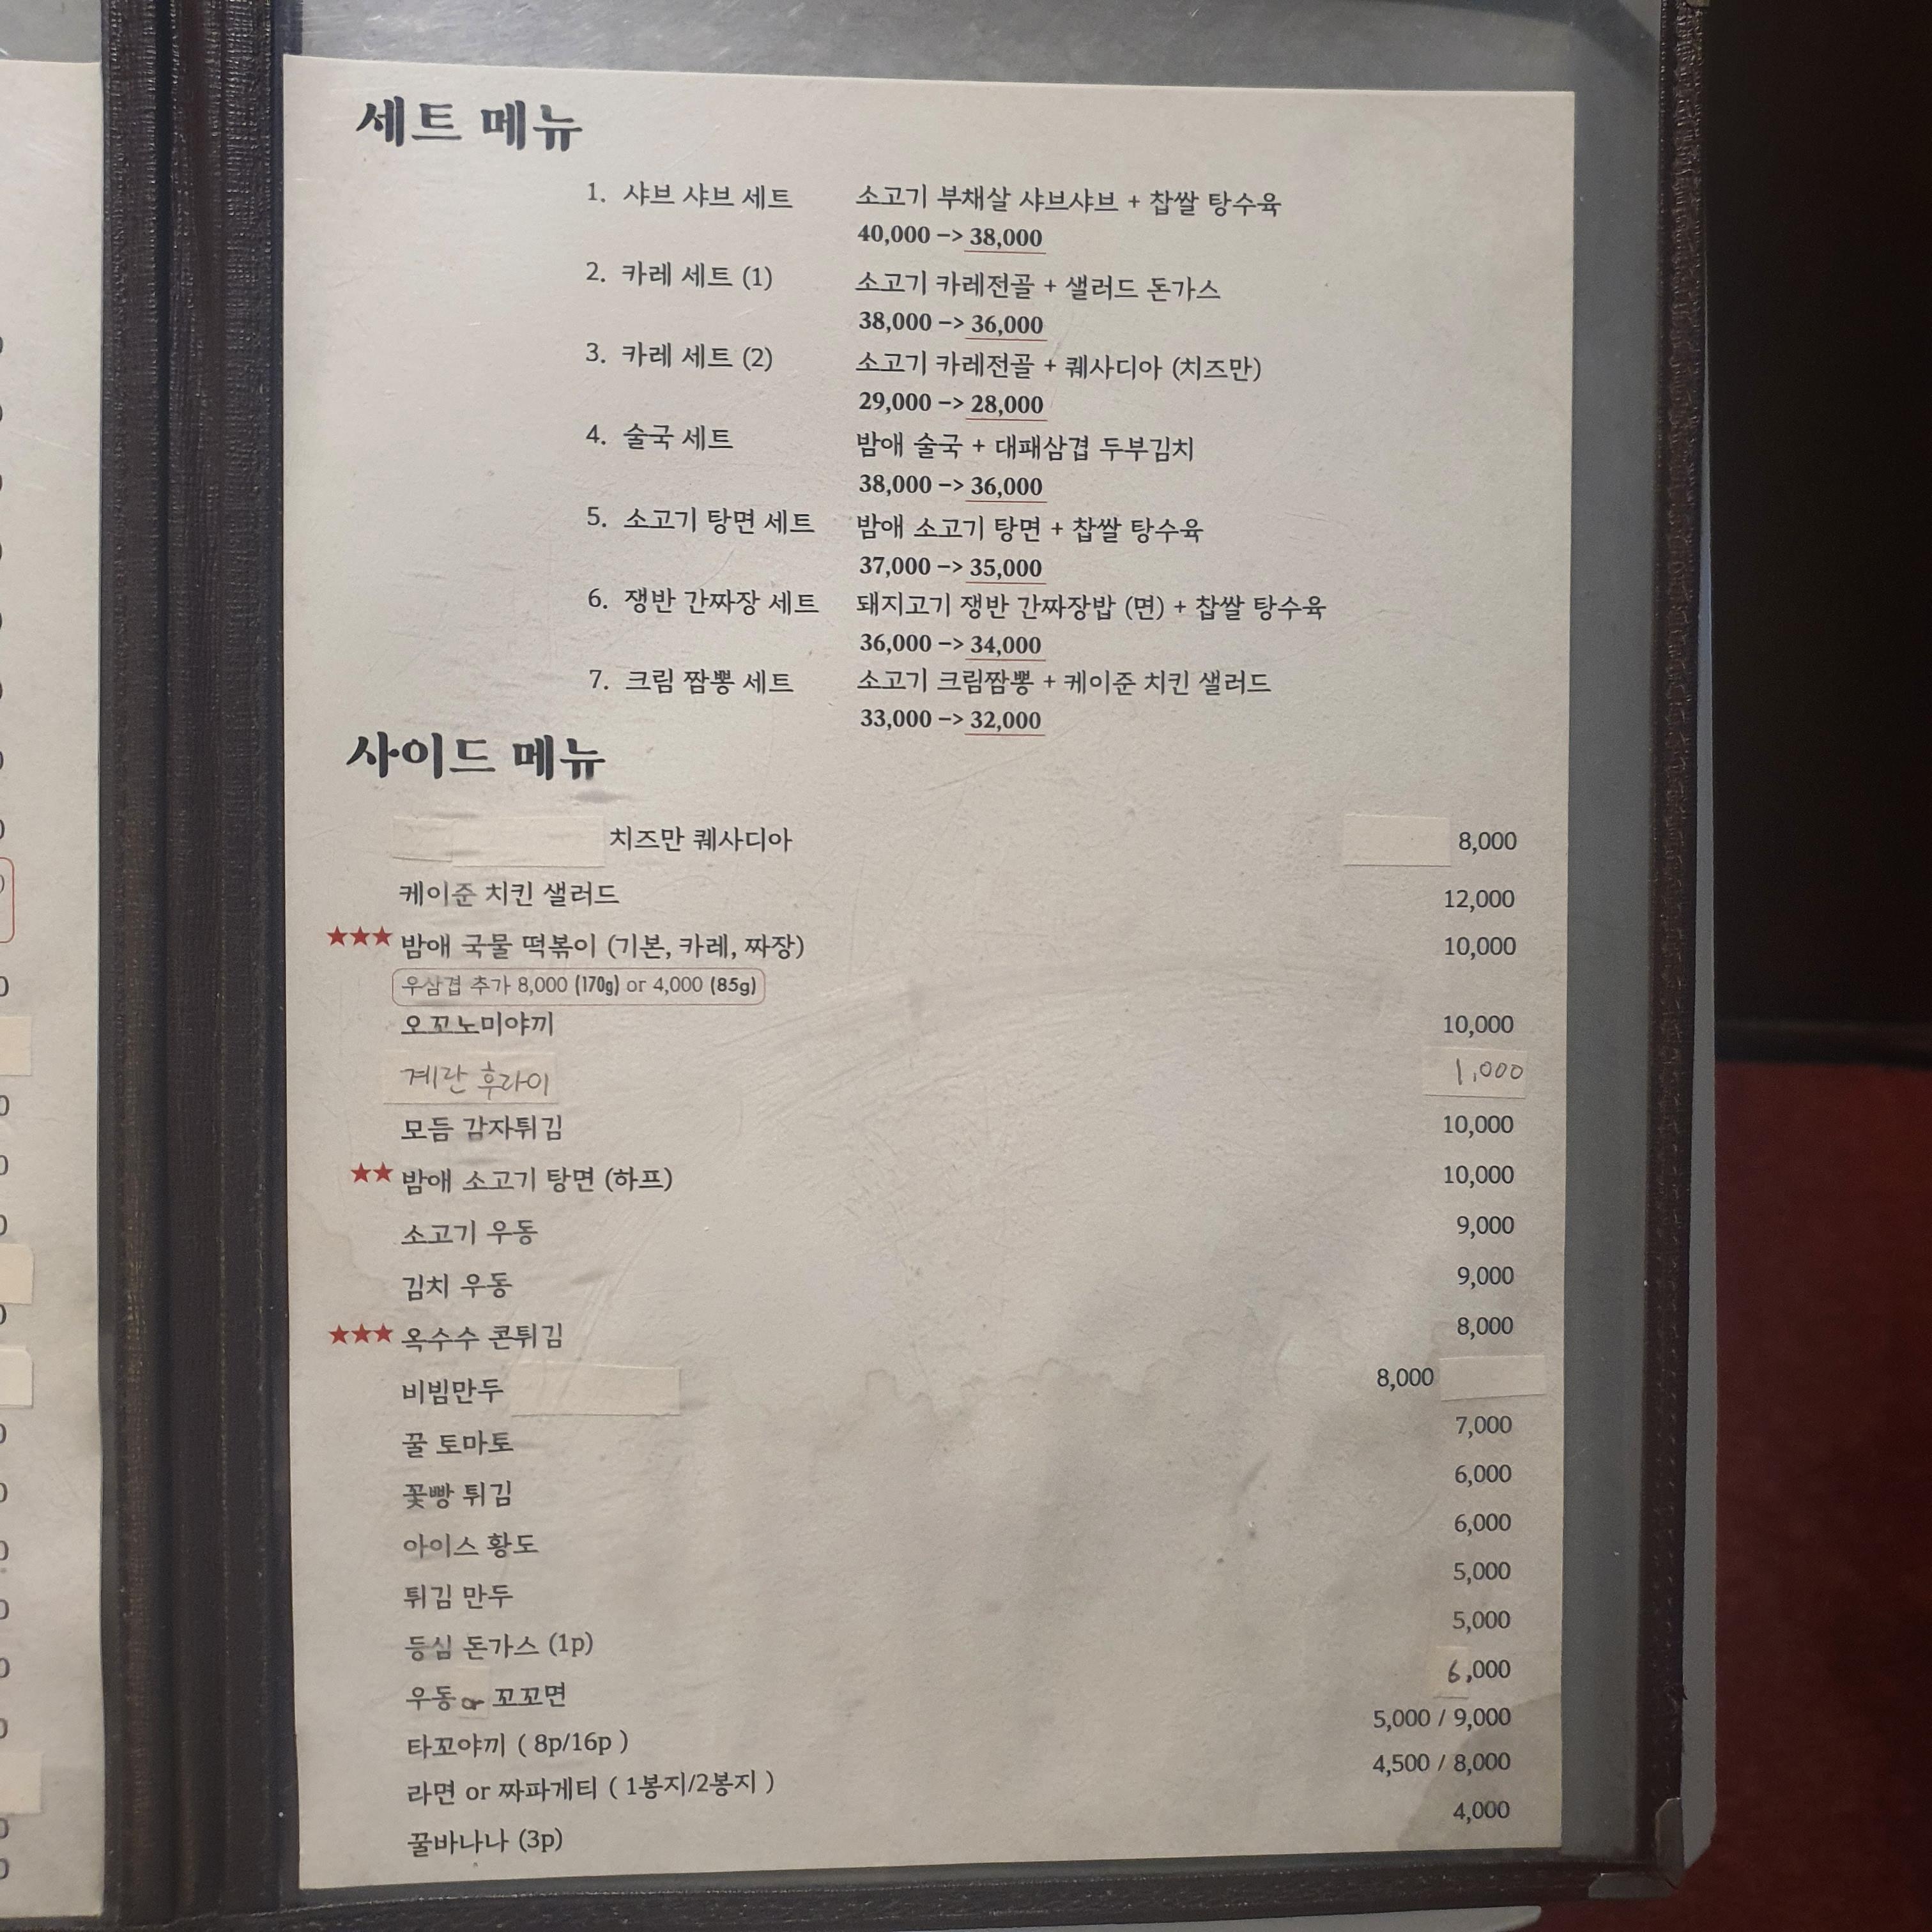 세트 메뉴
1. 샤브 샤브 세트 소고기 부채살 샤브샤브 + 찹쌀 탕수육
40,000 -> 38,000
2. 카레 세트 (1) 소고기 카레전골 + 샐러드 돈가스
38,000 -> 36,000
3. 카레 세트 (2) 소고기 카레전골 + 퀘사디아 (치즈만)
29,000 -> 28,000
4. 술국 세트 밤애 술국 + 대패삼겹 두부김치
38,000 -> 36,000
5. 소고기 탕면 세트 밤애 소고기 탕면 + 찹쌀 탕수육
37,000 -> 35,000
6. 쟁반 간짜장 세트 돼지고기 쟁반 간짜장밥 (면) + 찹쌀 탕수육
36,000 -> 34,000
7. 크림 짬뽕 세트 소고기 크림짬뽕 + 케이준 치킨 샐러드
33,000 -> 32,000
사이드 메뉴
치즈만 퀘사디아 8,000
케이준 치킨 샐러드 12,000
★★★ 밤애 국물 떡볶이 (기본, 카레, 짜장) 10,000
우삼겹 추가 8,000 (170g) or 4,000 (85g)
오꼬노미야끼 10,000
계란 후라이 1,000
모듬 감자튀김 10,000
★★ 밤애 소고기 탕면 (하프) 10,000
소고기 우동 9,000
김치 우동 9,000
★★★ 옥수수 콘튀김 8,000
비빔만두 8,000
꿀 토마토 7,000
꽃빵 튀김 6,000
아이스 황도 6,000
튀김 만두 5,000
등심 돈가스 (1p) 5,000
우동 or 꼬꼬면 6,000
타꼬야끼 ( 8p/16p ) 5,000 / 9,000
라면 or 짜파게티 ( 1봉지/2봉지 ) 4,500 / 8,000
꿀바나나 (3p) 4,000